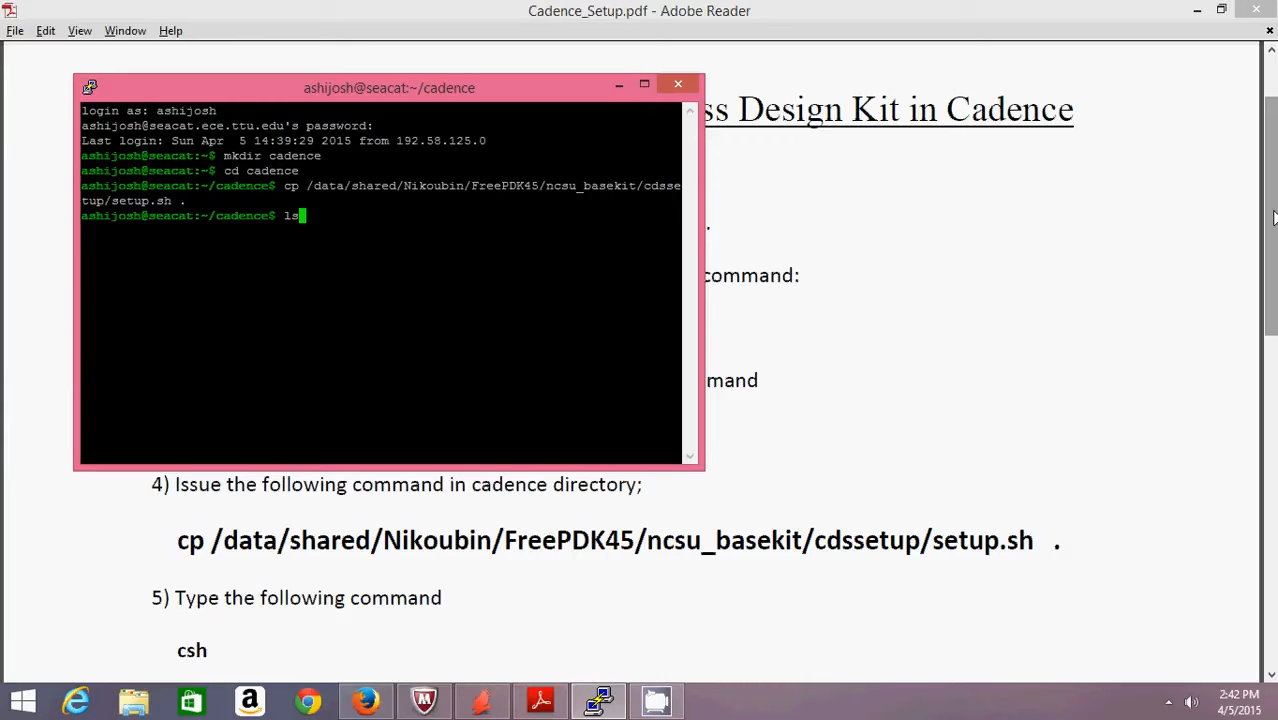 Cadence_Setup.pdf - Adobe Reader
File Edit View Window Help
ss Design Kit in Cadence
ashijosh@seacat:~/cadence
login as: ashijosh
ashijosh@seacat.ece.ttu.edu's password:
Last login: Sun Apr  5 14:39:29 2015 from 192.58.125.0
ashijosh@seacat:~$ mkdir cadence
ashijosh@seacat:~$ cd cadence
ashijosh@seacat:~/cadence$ cp /data/shared/Nikoubin/FreePDK45/ncsu_basekit/cdsse
tup/setup.sh .
ashijosh@seacat:~/cadence$ ls
.
command:
mand
4) Issue the following command in cadence directory;
cp /data/shared/Nikoubin/FreePDK45/ncsu_basekit/cdssetup/setup.sh .
5) Type the following command
csh
2:42 PM
4/5/2015